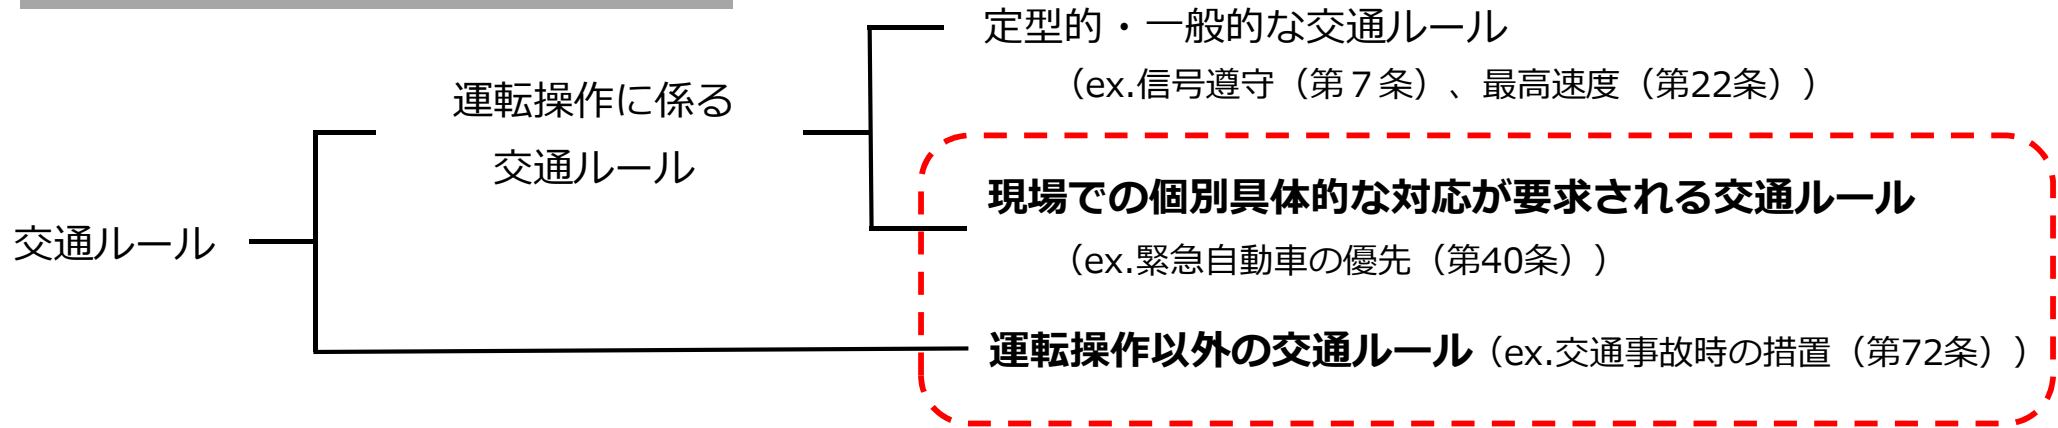 定型的・一般的な交通ルール
（ex.信号遵守（第７条）、最高速度（第22条））
運転操作に係る
交通ルール
現場での個別具体的な対応が要求される交通ルール
交通ルール
（ex.緊急自動車の優先（第40条））
運転操作以外の交通ルール（ex.交通事故時の措置（第72条））